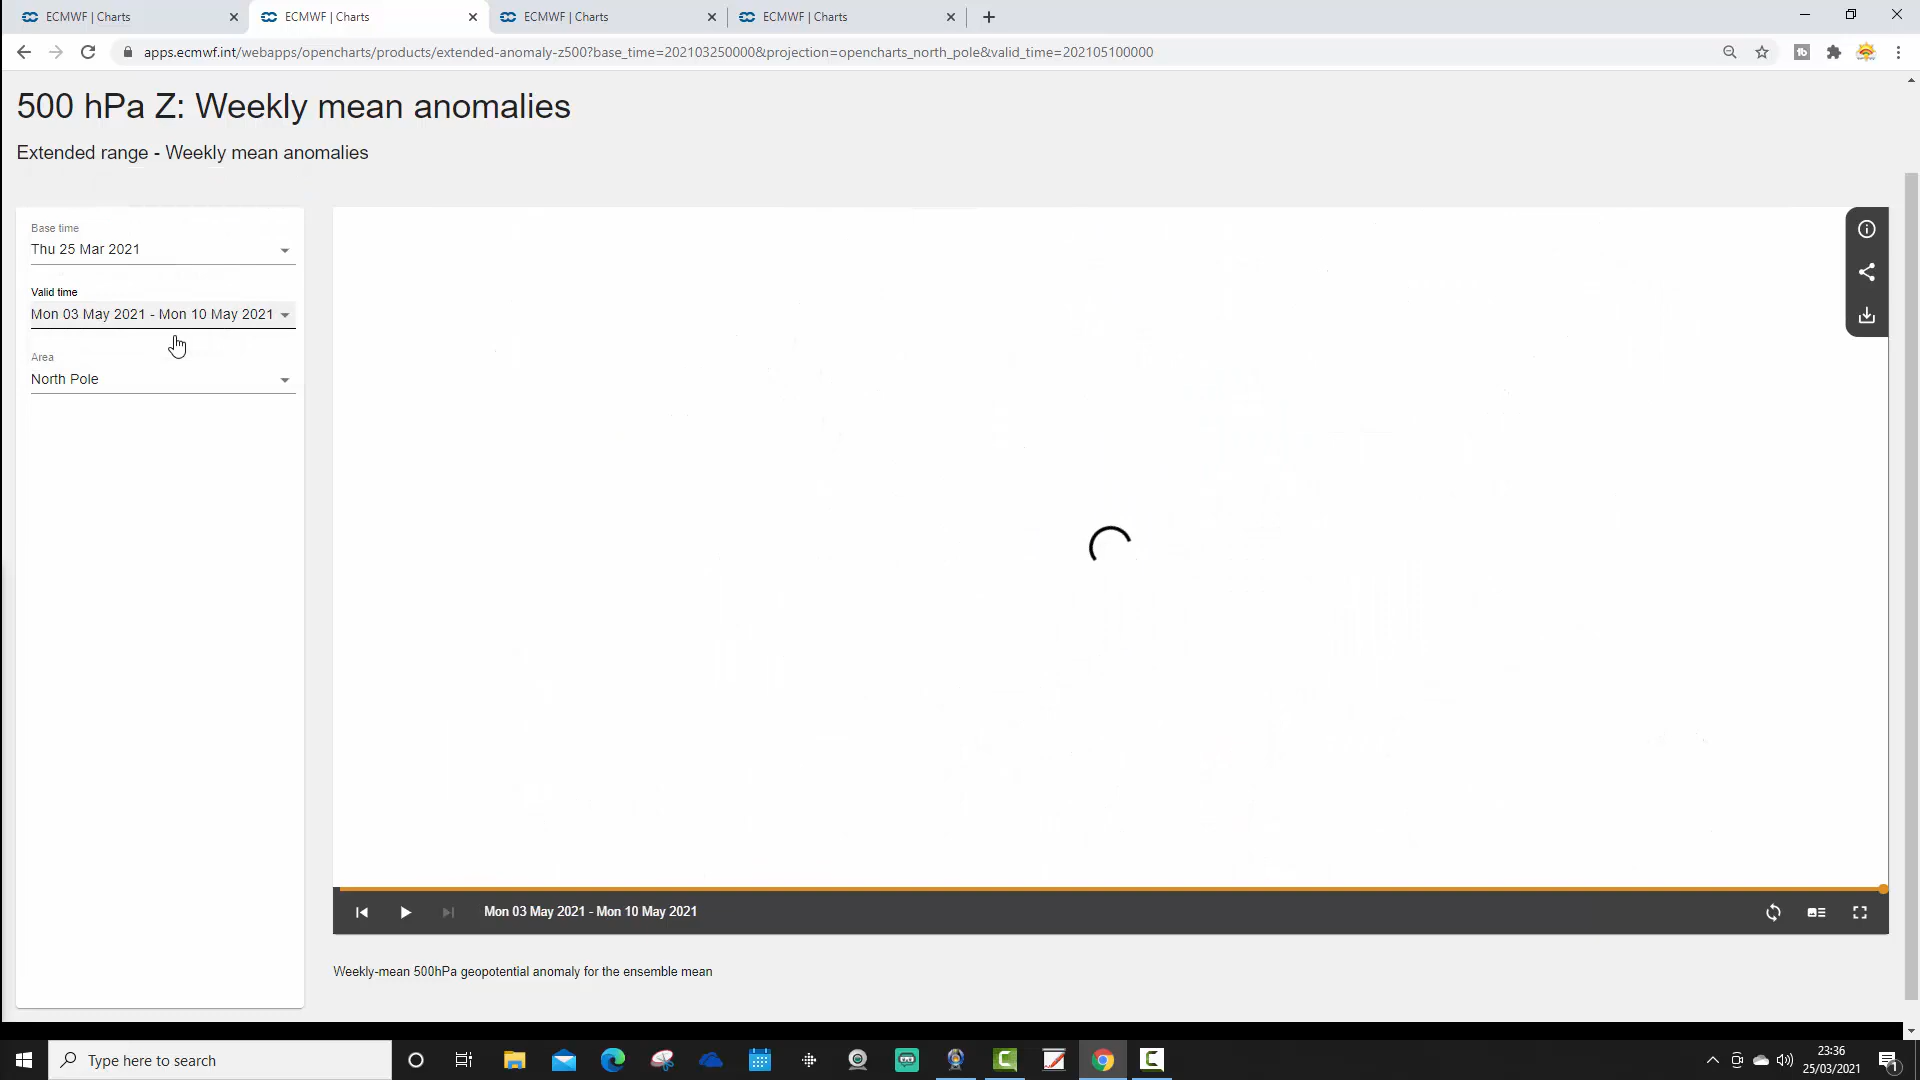 ECMWF | Charts
ECMWF | Charts
ECMWF | Charts
ECMWF | Charts
apps.ecmwf.int/webapps/opencharts/products/extended-anomaly-z500?base_time=202103250000&projection=opencharts_north_pole&valid_time=202105100000
500 hPa Z: Weekly mean anomalies
Extended range - Weekly mean anomalies
Base time
Thu 25 Mar 2021
Valid time
Mon 03 May 2021 - Mon 10 May 2021
Area
North Pole
Mon 03 May 2021 - Mon 10 May 2021
Weekly-mean 500hPa geopotential anomaly for the ensemble mean
Type here to search
23:36
25/03/2021
1